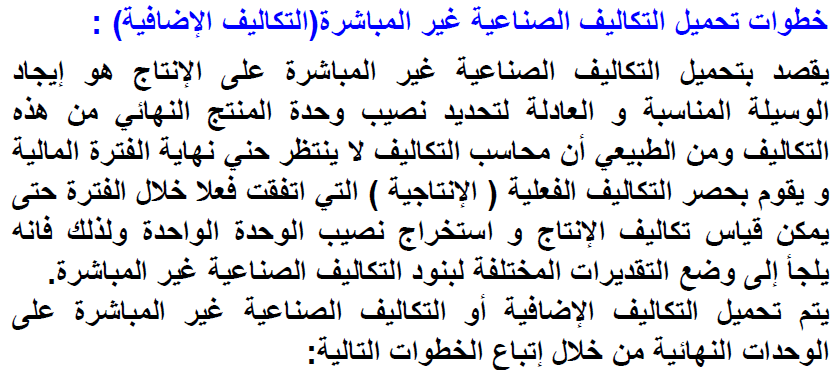 خطوات تحميل التكاليف الصناعية غير المباشرة(التكاليف الإضافية) :
يقصد بتحميل التكاليف الصناعية غير المباشرة على الإنتاج هو إيجاد
الوسيلة المناسبة و العادلة لتحديد نصيب وحدة المنتج النهائي من هذه
التكاليف ومن الطبيعي أن محاسب التكاليف لا ينتظر حني نهاية الفترة المالية
و يقوم بحصر التكاليف الفعلية ( الإنتاجية ) التي اتفقت فعلا خلال الفترة حتى
يمكن قياس تكاليف الإنتاج و استخراج نصيب الوحدة الواحدة ولذلك فانه
يلجأ إلى وضع التقديرات المختلفة لبنود التكاليف الصناعية غير المباشرة.
يتم تحميل التكاليف الإضافية أو التكاليف الصناعية غير المباشرة على
الوحدات النهائية من خلال إتباع الخطوات التالية: